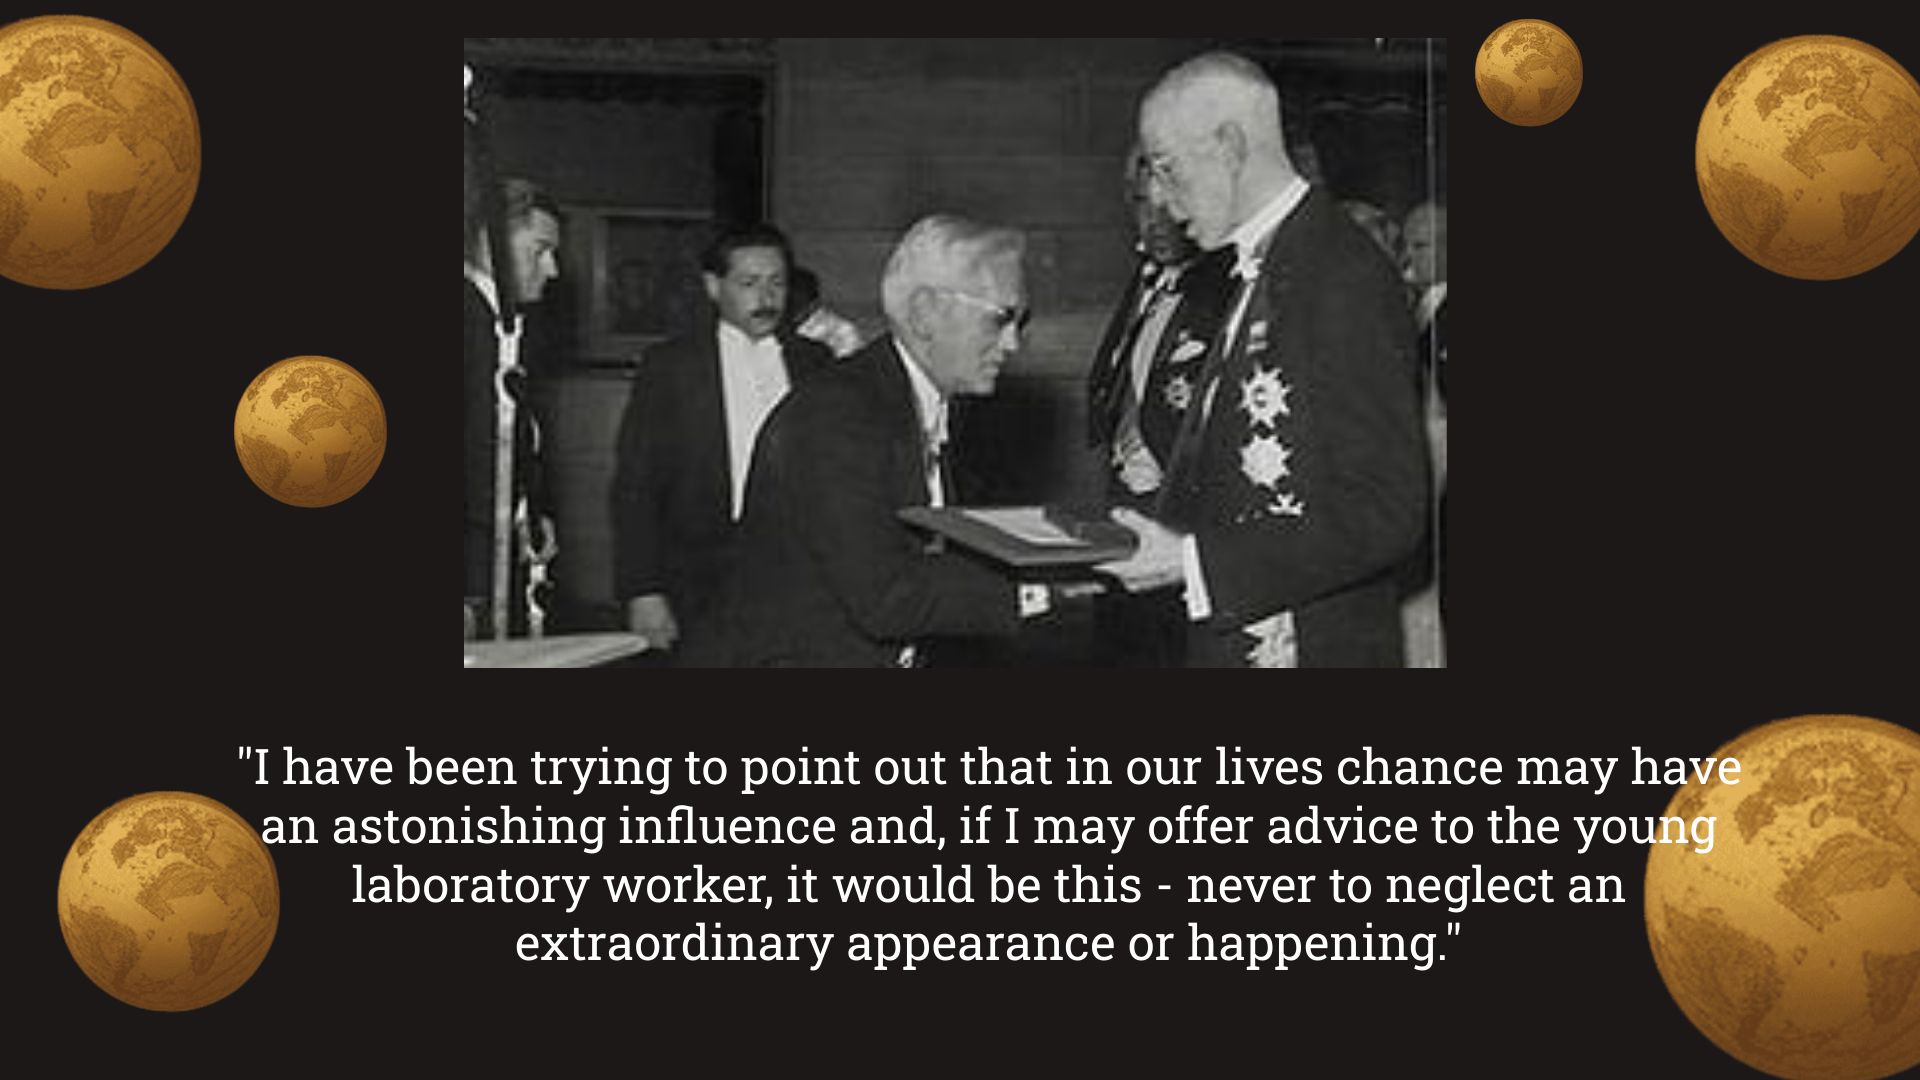 "I have been trying to point out that in our lives chance may have
an astonishing influence and, if I may offer advice to the young
laboratory worker, it would be this - never to neglect an
extraordinary appearance or happening."